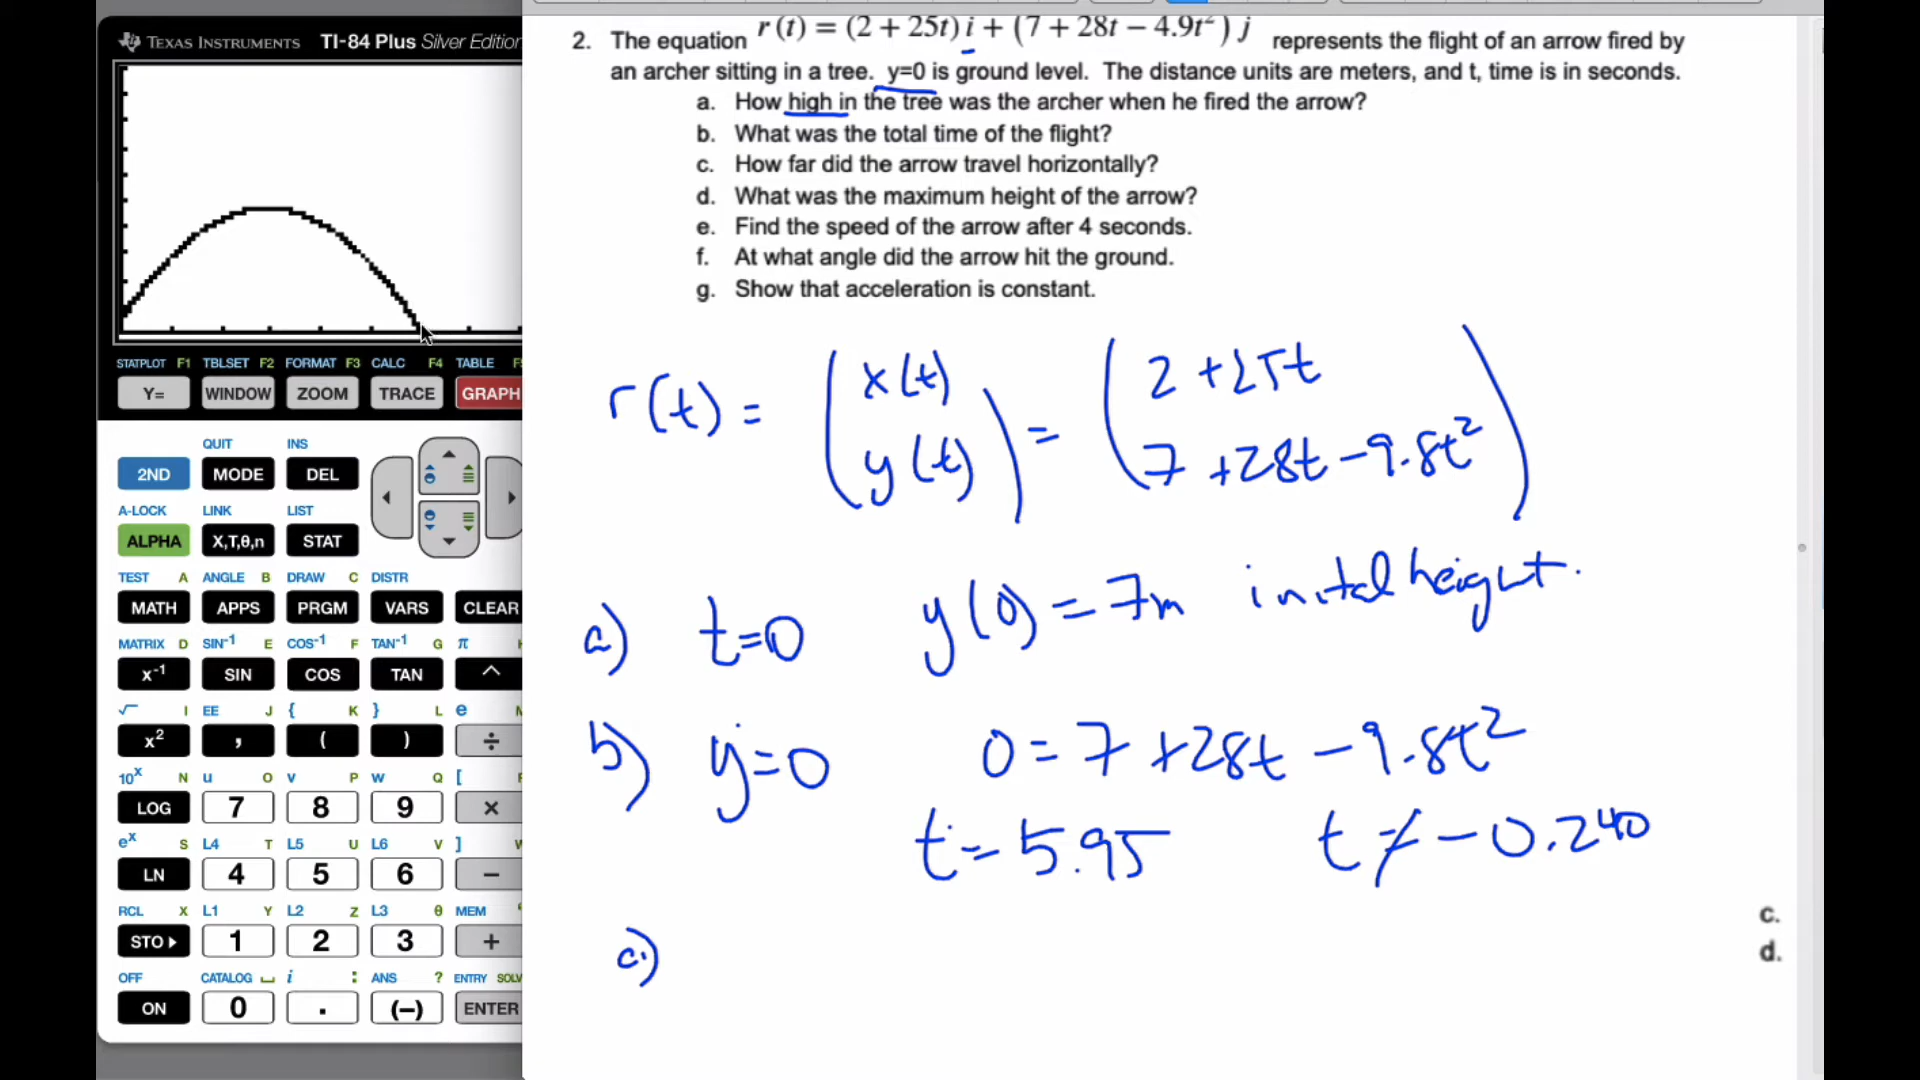 TEXAS INSTRUMENTS TI-84 Plus Silver Edition
STATPLOT F1 TBLSET F2 FORMAT F3 CALC F4 TABLE
Y= WINDOW ZOOM TRACE GRAPH
QUIT INS
2ND MODE DEL
A-LOCK LINK LIST
ALPHA X,T,θ,n STAT
TEST A ANGLE B DRAW C DISTR
MATH APPS PRGM VARS CLEAR
MATRIX D SIN⁻¹ E COS⁻¹ F TAN⁻¹ G π
x⁻¹ SIN COS TAN ^
√ I EE J { K } L e
x² , ( ) ÷
10ˣ N u O v P w Q [
LOG 7 8 9 ×
eˣ S L4 T L5 U L6 V ]
LN 4 5 6 −
RCL X L1 Y L2 Z L3 θ MEM
STO▸ 1 2 3 +
OFF CATALOG ⎵ i : ANS ? ENTRY SOLV
ON 0 . (−) ENTER
2. The equation r(t) = (2 + 25t) i + (7 + 28t − 4.9t²) j represents the flight of an arrow fired by
an archer sitting in a tree. y=0 is ground level. The distance units are meters, and t, time is in seconds.
a. How high in the tree was the archer when he fired the arrow?
b. What was the total time of the flight?
c. How far did the arrow travel horizontally?
d. What was the maximum height of the arrow?
e. Find the speed of the arrow after 4 seconds.
f. At what angle did the arrow hit the ground.
g. Show that acceleration is constant.
r(t) = (x(t) y(t)) = (2 + 25t 7 + 28t − 9.8t²)
a) t=0 y(0) = 7m inital height.
b) y=0 0 = 7 + 28t − 9.8t²
t = 5.95 t ≠ −0.240
c)
c.
d.